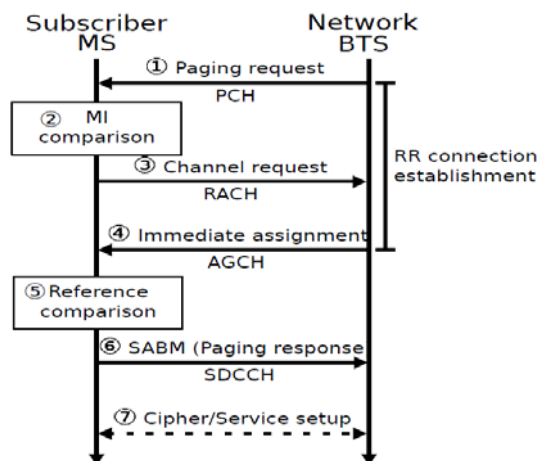 Subscriber
MS
Network
BTS
① Paging request
PCH
② MI
comparison
③ Channel request
RACH
RR connection
establishment
④ Immediate assignment
AGCH
⑤ Reference
comparison
⑥ SABM (Paging response
SDCCH
⑦ Cipher/Service setup